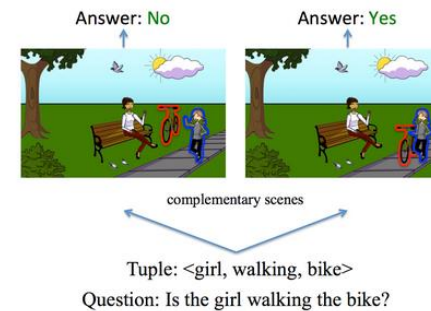 Answer: No
Answer: Yes
complementary scenes
Tuple: <girl, walking, bike>
Question: Is the girl walking the bike?